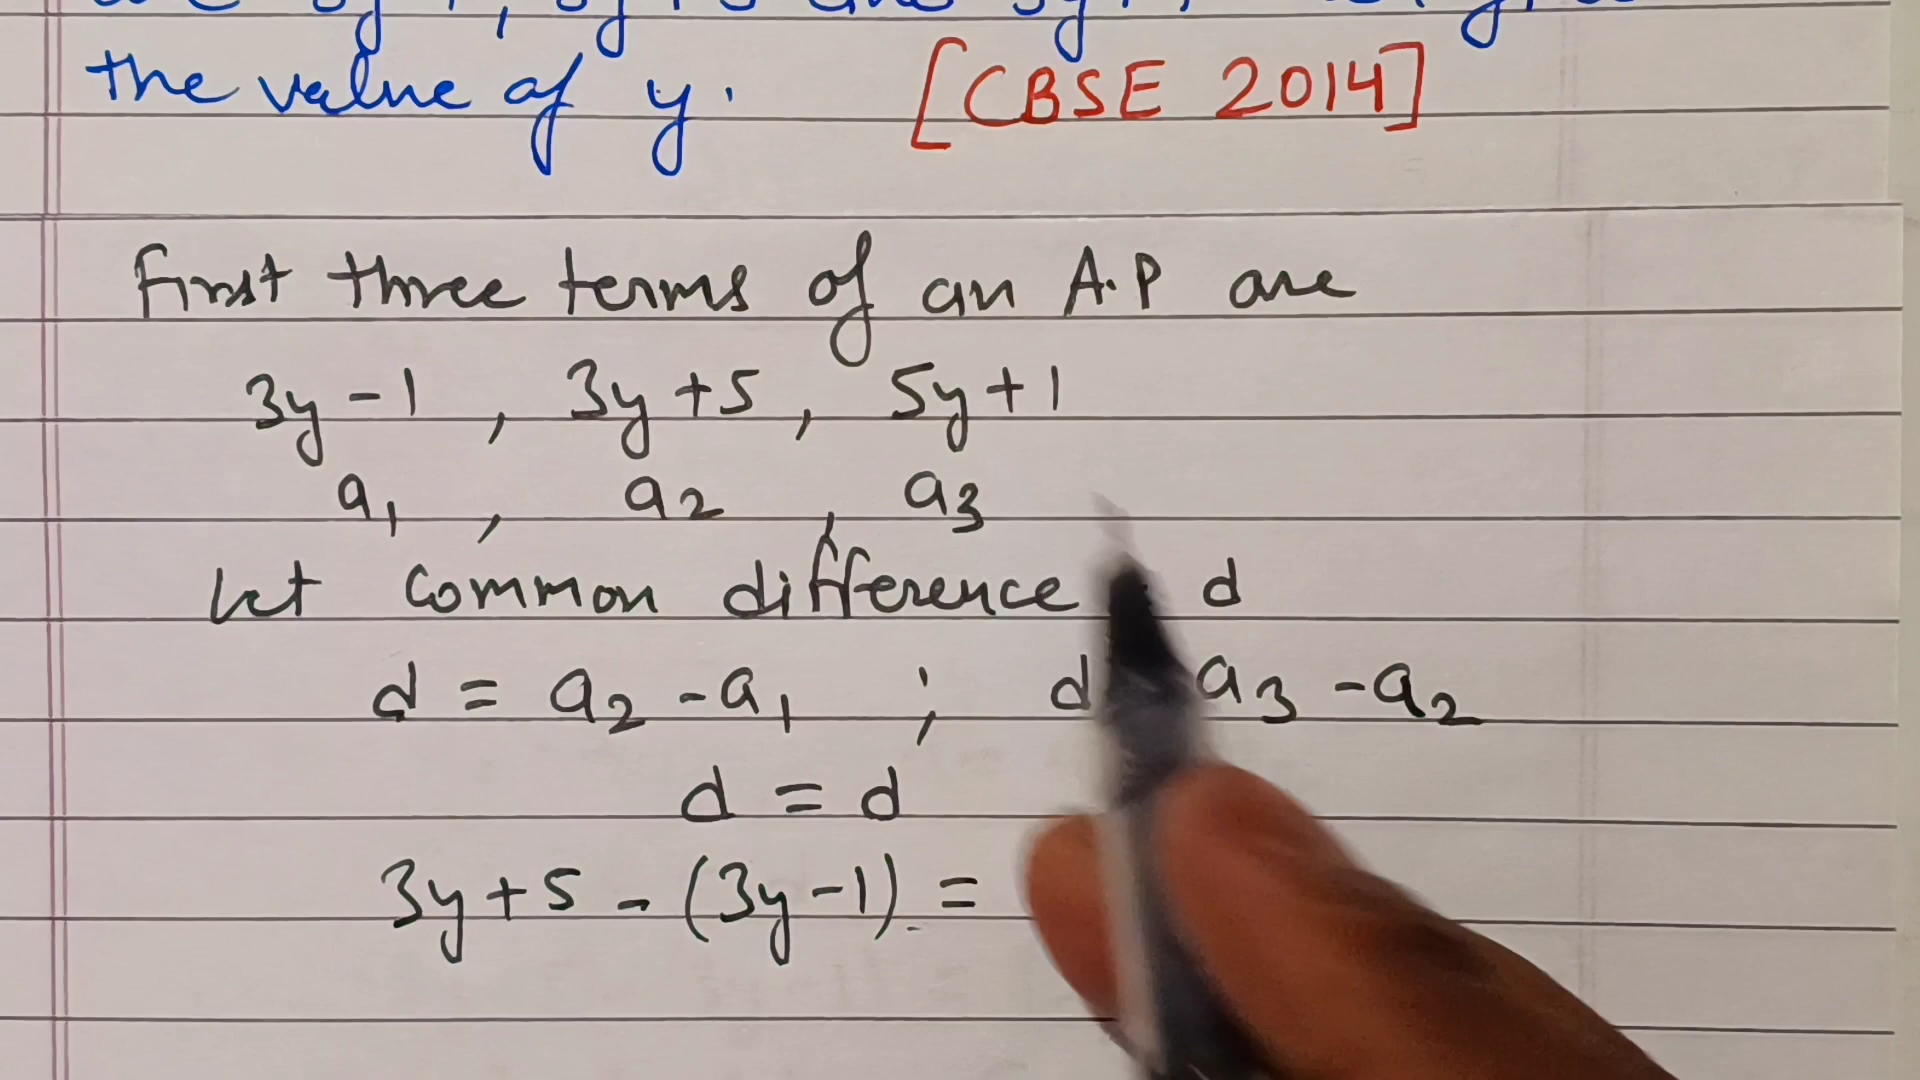 the value of y. [CBSE 2014]
First three terms of an A.P are
3y-1 , 3y+5 , 5y+1
a₁ , a₂ , a₃
let common difference d
d = a₂ - a₁ ; d a₃ - a₂
d = d
3y+5 - (3y-1) =